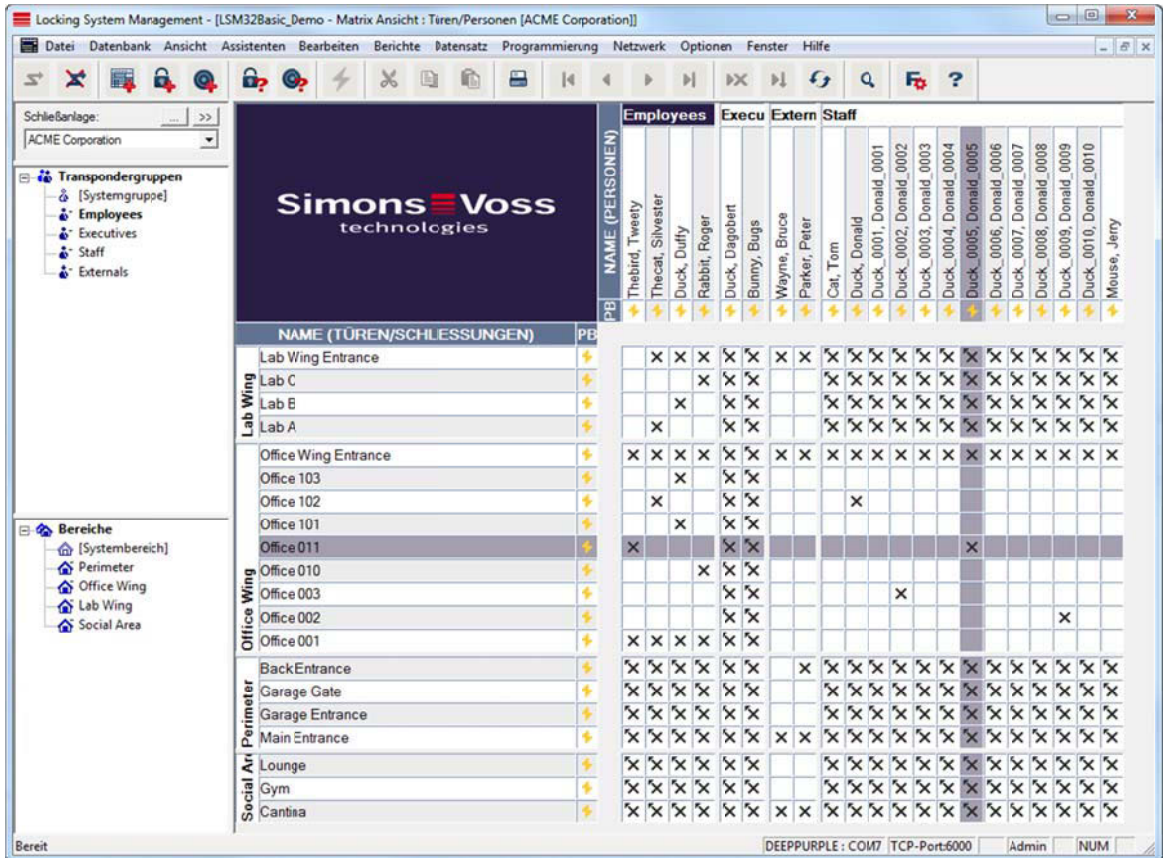 Locking System Management - [LSM32Basic_Demo - Matrix Ansicht : Türen/Personen [ACME Corporation]]
Datei Datenbank Ansicht Assistenten Bearbeiten Berichte Datensatz Programmierung Netzwerk Optionen Fenster Hilfe
Schließanlage: ... >>
ACME Corporation
Transpondergruppen
[Systemgruppe]
Employees
Executives
Staff
Externals
Bereiche
[Systembereich]
Perimeter
Office Wing
Lab Wing
Social Area
Simons Voss
technologies
NAME (PERSONEN)
PB
Employees Execu Extern Staff
Thebird, Tweety
Thecat, Silvester
Duck, Duffy
Rabbit, Roger
Duck, Dagobert
Bunny, Bugs
Wayne, Bruce
Parker, Peter
Cat, Tom
Duck, Donald
Duck_0001, Donald_0001
Duck_0002, Donald_0002
Duck_0003, Donald_0003
Duck_0004, Donald_0004
Duck_0005, Donald_0005
Duck_0006, Donald_0006
Duck_0007, Donald_0007
Duck_0008, Donald_0008
Duck_0009, Donald_0009
Duck_0010, Donald_0010
Mouse, Jerry
NAME (TÜREN/SCHLIESSUNGEN) PB
Lab Wing
Lab Wing Entrance
Lab C
Lab B
Lab A
Office Wing
Office Wing Entrance
Office 103
Office 102
Office 101
Office 011
Office 010
Office 003
Office 002
Office 001
Perimeter
Back Entrance
Garage Gate
Garage Entrance
Main Entrance
Social Are
Lounge
Gym
Cantina
Bereit DEEPPURPLE : COM7 TCP-Port:6000 Admin NUM